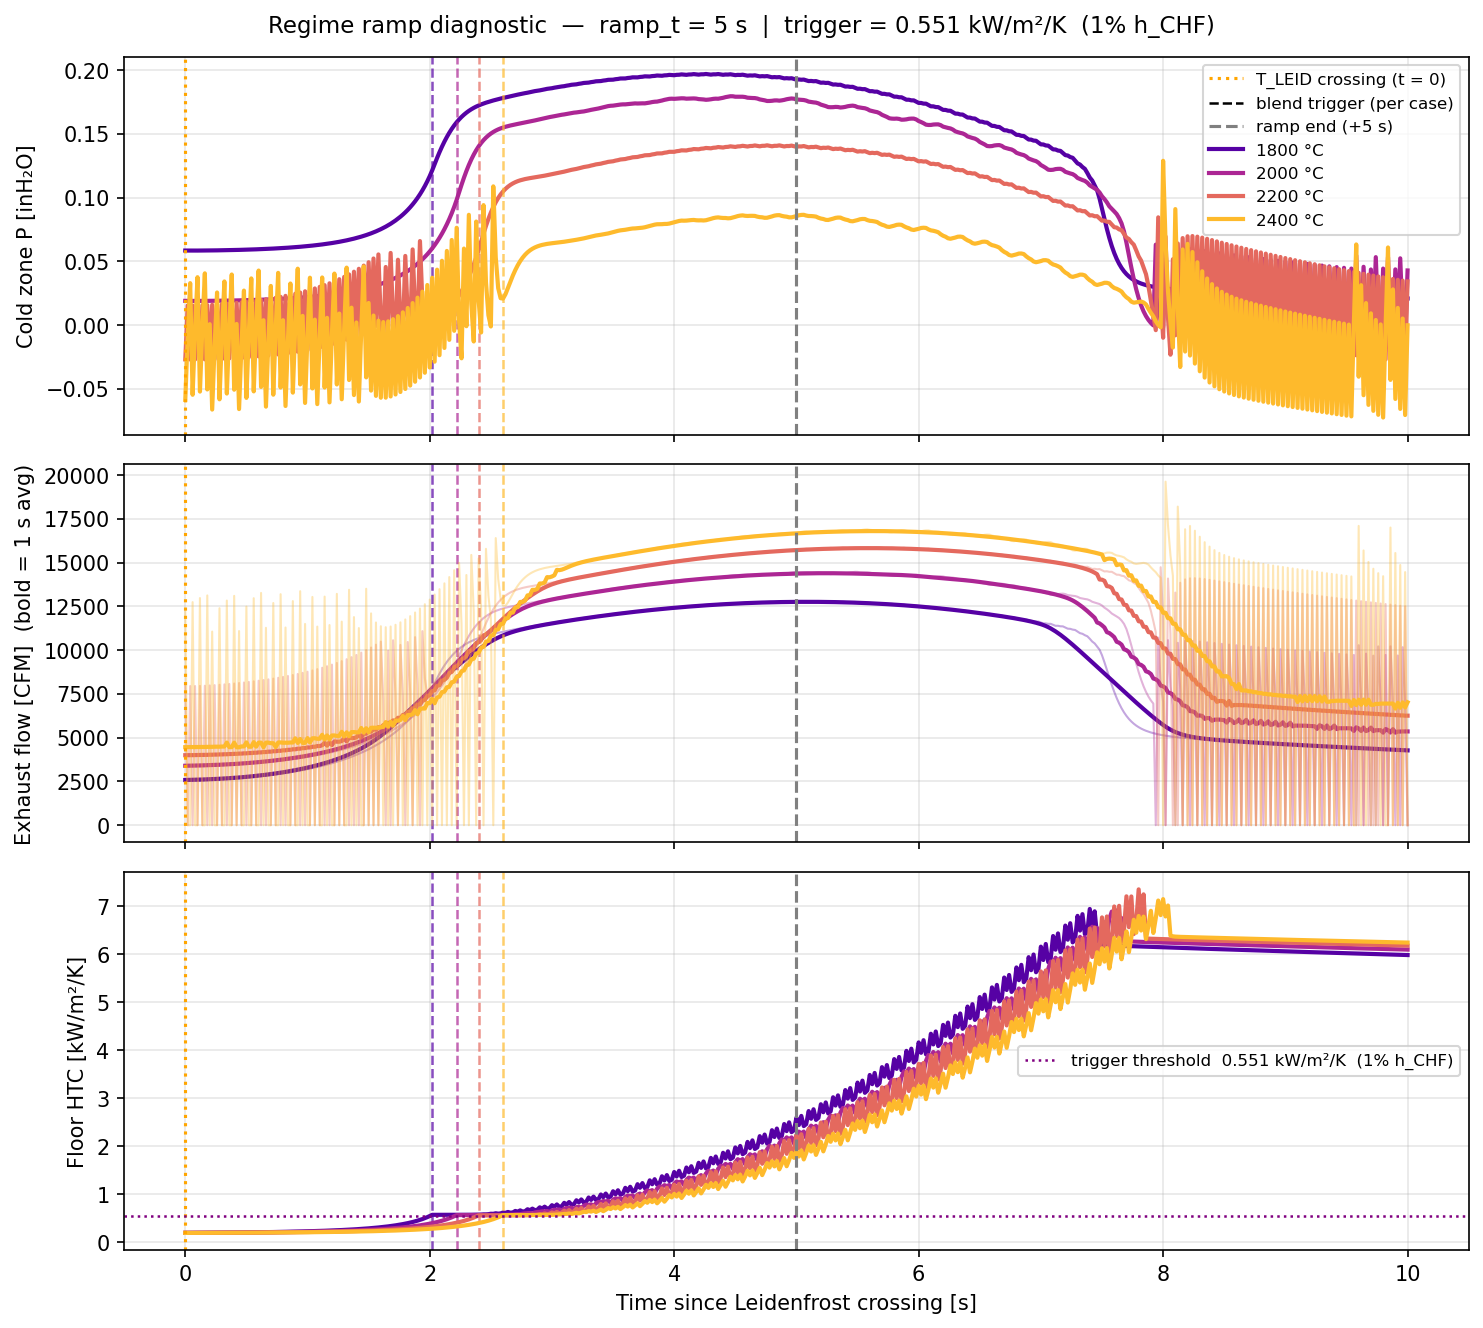 Regime ramp diagnostic — ramp_t = 5 s | trigger = 0.551 kW/m²/K (1% h_CHF)
Cold zone P [inH₂O]
0.20
0.15
0.10
0.05
0.00
−0.05
T_LEID crossing (t = 0)
blend trigger (per case)
ramp end (+5 s)
1800 °C
2000 °C
2200 °C
2400 °C
Exhaust flow [CFM] (bold = 1 s avg)
20000
17500
15000
12500
10000
7500
5000
2500
0
Floor HTC [kW/m²/K]
7
6
5
4
3
2
1
0
trigger threshold 0.551 kW/m²/K (1% h_CHF)
0 2 4 6 8 10
Time since Leidenfrost crossing [s]